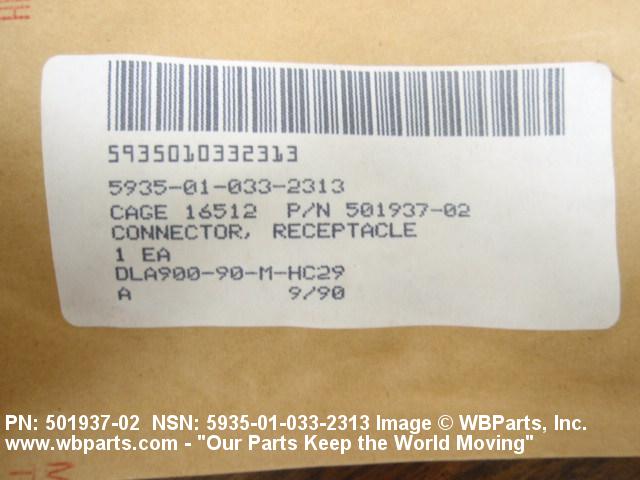 5935010332313
5935-01-033-2313
CAGE 16512 P/N 501937-02
CONNECTOR, RECEPTACLE
1 EA
DLA900-90-M-HC29
A 9/90
PN: 501937-02 NSN: 5935-01-033-2313 Image © WBParts, Inc.
www.wbparts.com - "Our Parts Keep the World Moving"